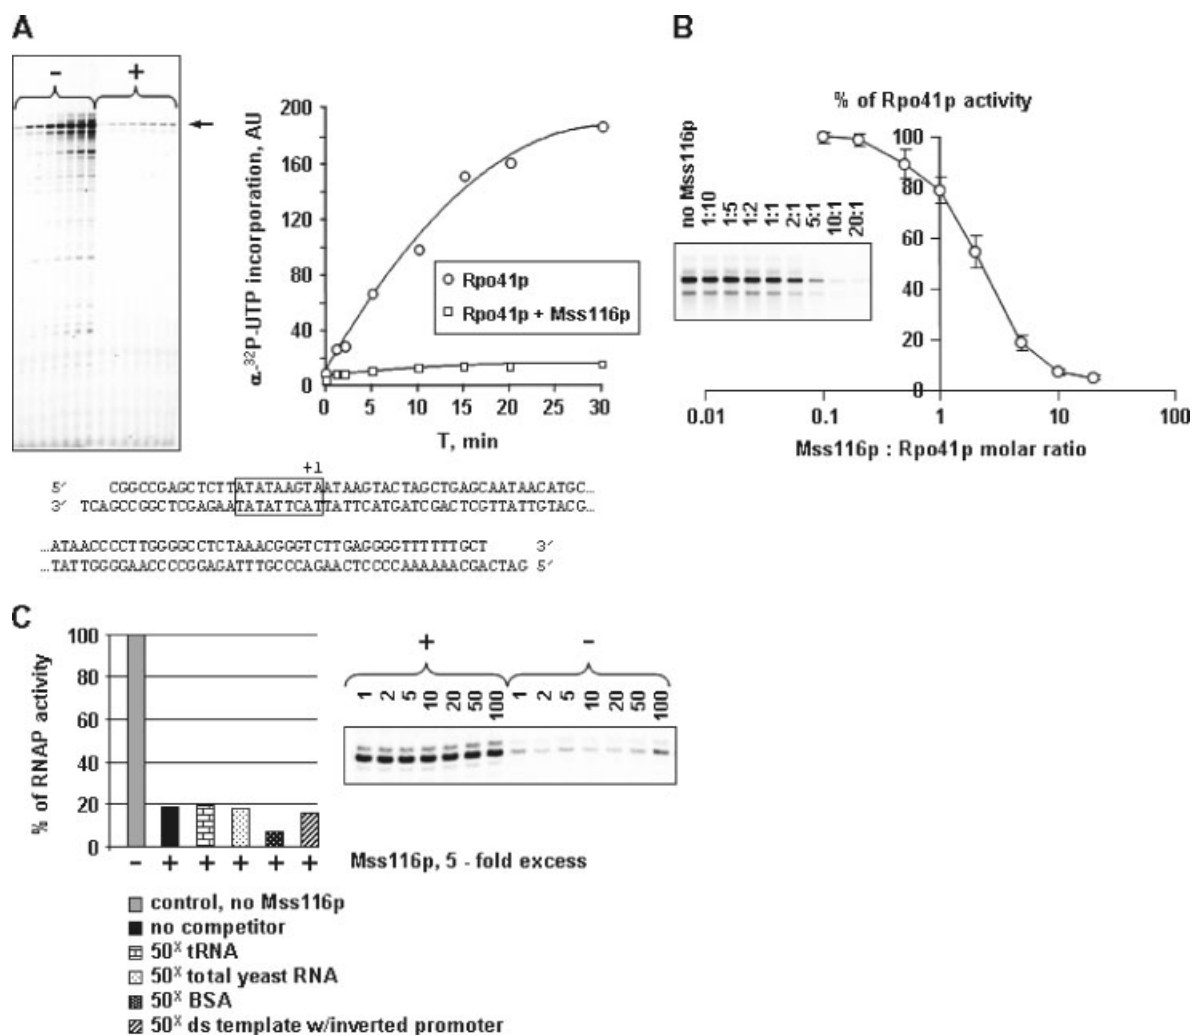 A
B
- +
α-³²P-UTP incorporation, AU
200
160
120
80
40
0
0 5 10 15 20 25 30
T, min
Rpo41p
Rpo41p + Mss116p
% of Rpo41p activity
no Mss116p
1:10
1:5
1:2
1:1
2:1
5:1
10:1
20:1
100
80
60
40
20
0
0.01 0.1 1 10 100
Mss116p : Rpo41p molar ratio
+1
5′ CGGCCGAGCTCTTATATAAGTAATAAGTACTAGCTGAGCAATAACATGC…
3′ TCAGCCGGCTCGAGAATATATTCATTATTCATGATCGACTCGTTATTGTACG…
…ATAACCCCTTGGGGCCTCTAAACGGGTCTTGAGGGGTTTTTTGCT 3′
…TATTGGGGAACCCCGGAGATTTGCCCAGAACTCCCCAAAAAACGACTAG 5′
C
% of RNAP activity
100
80
60
40
20
0
- + + + + +
Mss116p, 5 - fold excess
+ -
1 2 5 10 20 50 100 1 2 5 10 20 50 100
control, no Mss116p
no competitor
50ˣ tRNA
50ˣ total yeast RNA
50ˣ BSA
50ˣ ds template w/inverted promoter